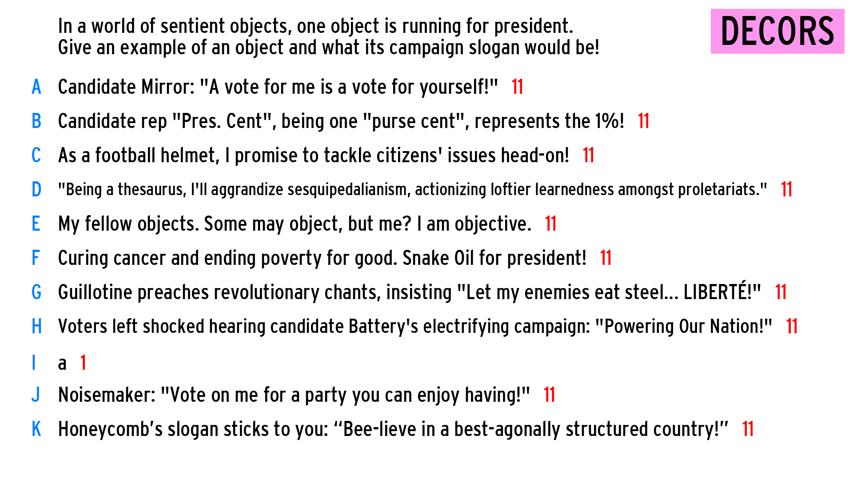 In a world of sentient objects, one object is running for president.
Give an example of an object and what its campaign slogan would be!
DECORS
A Candidate Mirror: "A vote for me is a vote for yourself!" 11
B Candidate rep "Pres. Cent", being one "purse cent", represents the 1%! 11
C As a football helmet, I promise to tackle citizens' issues head-on! 11
D "Being a thesaurus, I'll aggrandize sesquipedalianism, actionizing loftier learnedness amongst proletariats." 11
E My fellow objects. Some may object, but me? I am objective. 11
F Curing cancer and ending poverty for good. Snake Oil for president! 11
G Guillotine preaches revolutionary chants, insisting "Let my enemies eat steel... LIBERTÉ!" 11
H Voters left shocked hearing candidate Battery's electrifying campaign: "Powering Our Nation!" 11
I a 1
J Noisemaker: "Vote on me for a party you can enjoy having!" 11
K Honeycomb’s slogan sticks to you: “Bee-lieve in a best-agonally structured country!” 11